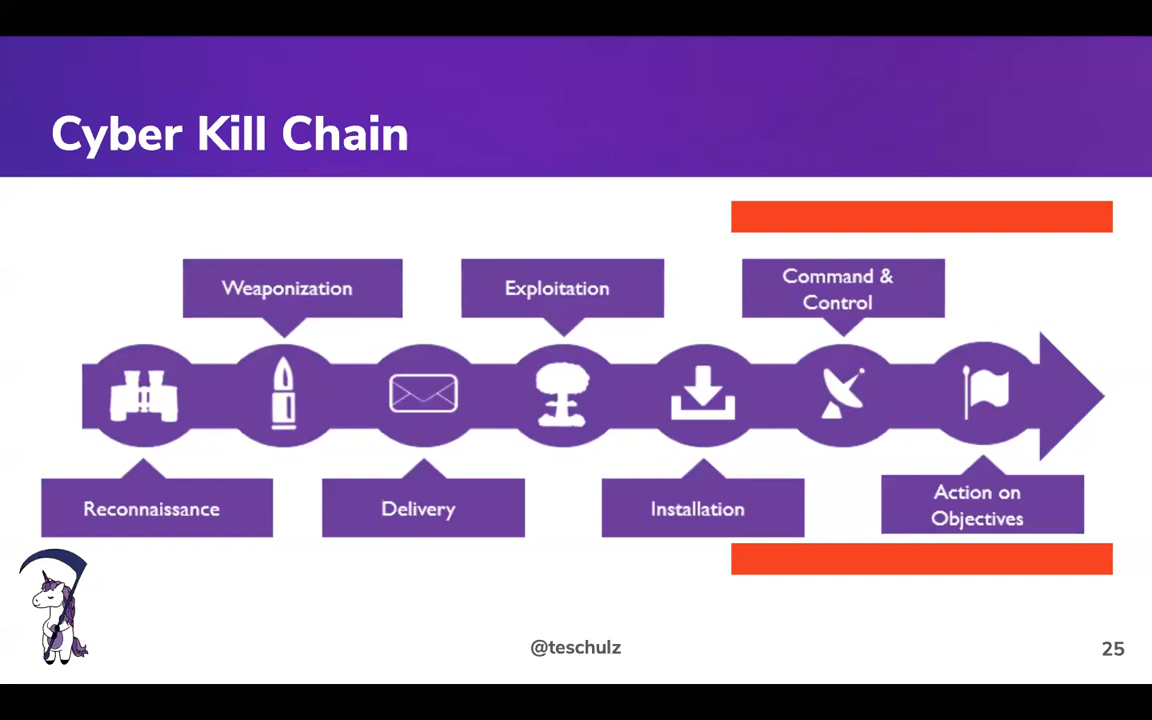 Cyber Kill Chain
Weaponization
Exploitation
Command &
Control
Reconnaissance
Delivery
Installation
Action on
Objectives
@teschulz
25